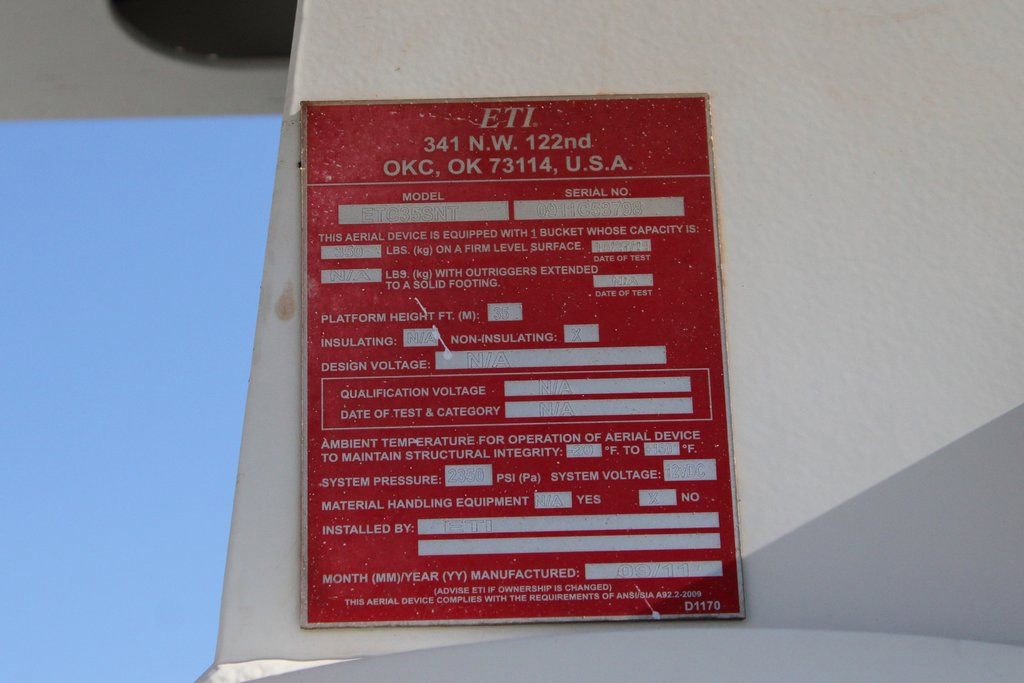 ETI
341 N.W. 122nd
OKC, OK 73114, U.S.A.
MODEL SERIAL NO.
ETC35SNT
THIS AERIAL DEVICE IS EQUIPPED WITH 1 BUCKET WHOSE CAPACITY IS:
LBS. (kg) ON A FIRM LEVEL SURFACE.
DATE OF TEST
N/A LBS. (kg) WITH OUTRIGGERS EXTENDED N/A
TO A SOLID FOOTING.
DATE OF TEST
PLATFORM HEIGHT FT. (M): 35
INSULATING: N/A NON-INSULATING: X
DESIGN VOLTAGE: N/A
QUALIFICATION VOLTAGE N/A
DATE OF TEST & CATEGORY N/A
AMBIENT TEMPERATURE FOR OPERATION OF AERIAL DEVICE
TO MAINTAIN STRUCTURAL INTEGRITY: °F. TO °F.
SYSTEM PRESSURE: 2350 PSI (Pa) SYSTEM VOLTAGE: 12VDC
MATERIAL HANDLING EQUIPMENT N/A YES X NO
INSTALLED BY: ETI
MONTH (MM)/YEAR (YY) MANUFACTURED: 09/11
(ADVISE ETI IF OWNERSHIP IS CHANGED)
THIS AERIAL DEVICE COMPLIES WITH THE REQUIREMENTS OF ANSI/SIA A92.2-2009
D1170